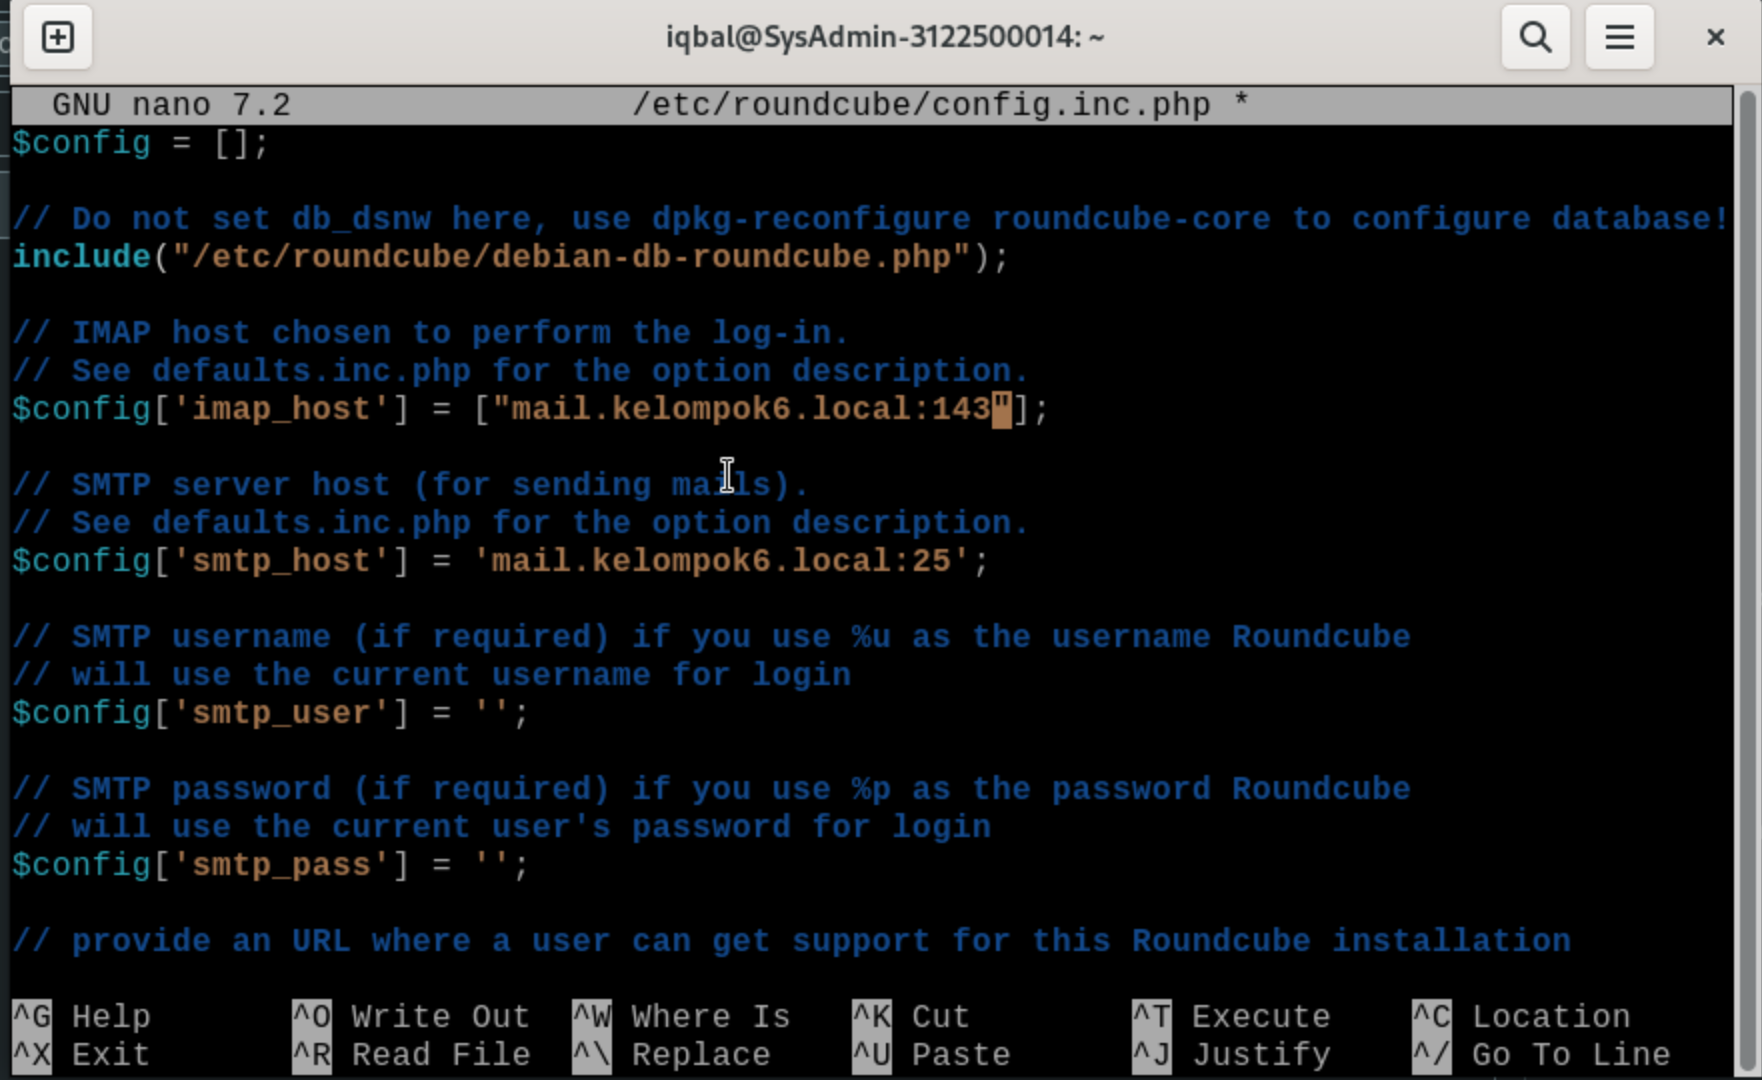 iqbal@SysAdmin-3122500014: ~
GNU nano 7.2 /etc/roundcube/config.inc.php *
$config = [];
// Do not set db_dsnw here, use dpkg-reconfigure roundcube-core to configure database!
include("/etc/roundcube/debian-db-roundcube.php");
// IMAP host chosen to perform the log-in.
// See defaults.inc.php for the option description.
$config['imap_host'] = ["mail.kelompok6.local:143"];
// SMTP server host (for sending mails).
// See defaults.inc.php for the option description.
$config['smtp_host'] = 'mail.kelompok6.local:25';
// SMTP username (if required) if you use %u as the username Roundcube
// will use the current username for login
$config['smtp_user'] = '';
// SMTP password (if required) if you use %p as the password Roundcube
// will use the current user's password for login
$config['smtp_pass'] = '';
// provide an URL where a user can get support for this Roundcube installation
^G Help ^O Write Out ^W Where Is ^K Cut ^T Execute ^C Location
^X Exit ^R Read File ^\ Replace ^U Paste ^J Justify ^/ Go To Line